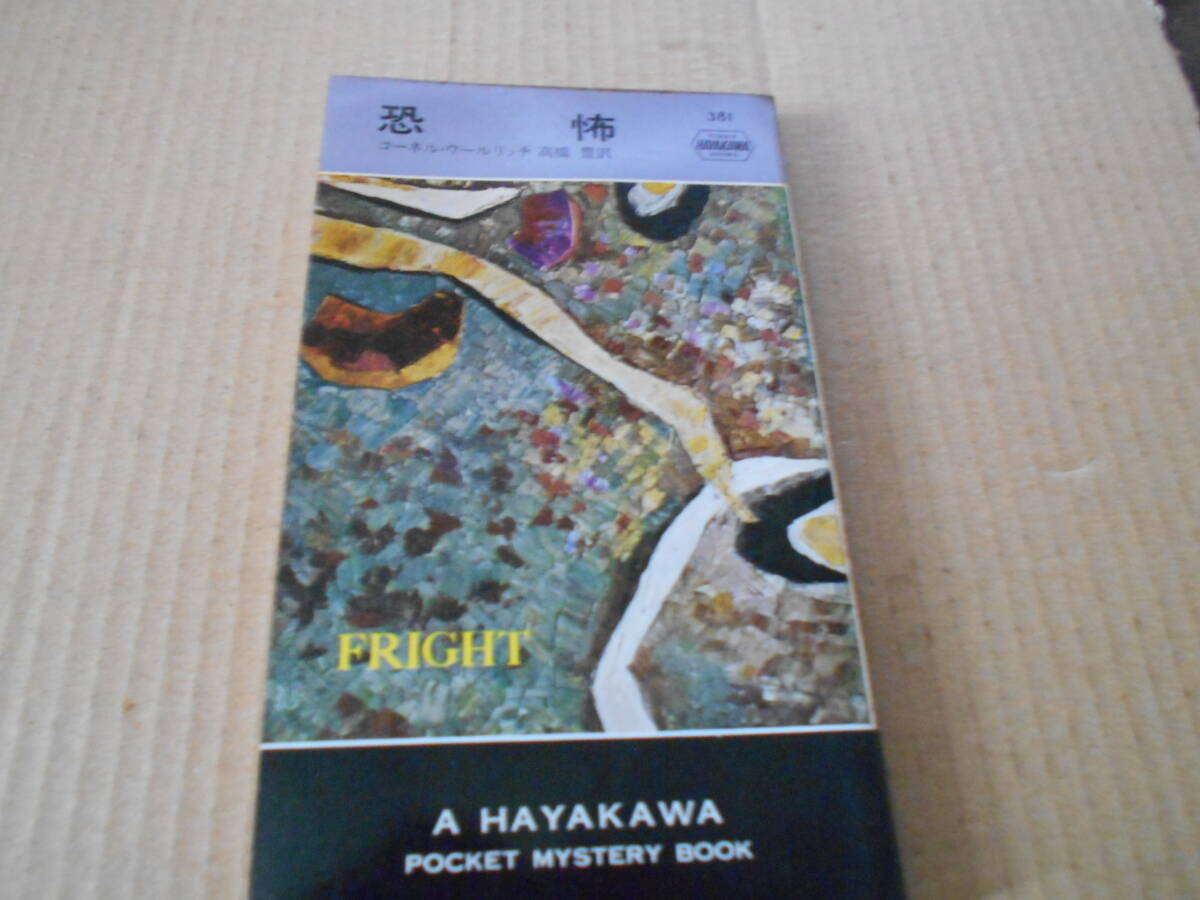 恐 怖
381
コーネル・ウールリッチ 高橋 豊訳
HAYAKAWA
FRIGHT
A HAYAKAWA
POCKET MYSTERY BOOK